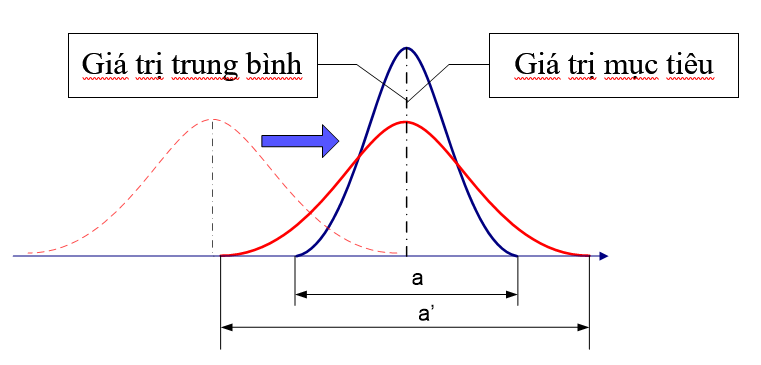 Giá trị trung bình
Giá trị mục tiêu
a
a’